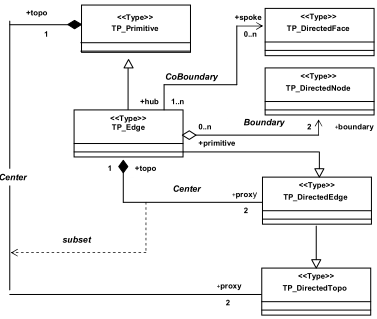 +topo
1
<<Type>>
TP_Primitive
+spoke
0..n
<<Type>>
TP_DirectedFace
CoBoundary
<<Type>>
TP_DirectedNode
+hub
1..n
<<Type>>
TP_Edge
0..n
Boundary
2
-boundary
+primitive
1
+topo
Center
Center
+proxy
2
<<Type>>
TP_DirectedEdge
subset
<<Type>>
TP_DirectedTopo
+proxy
2